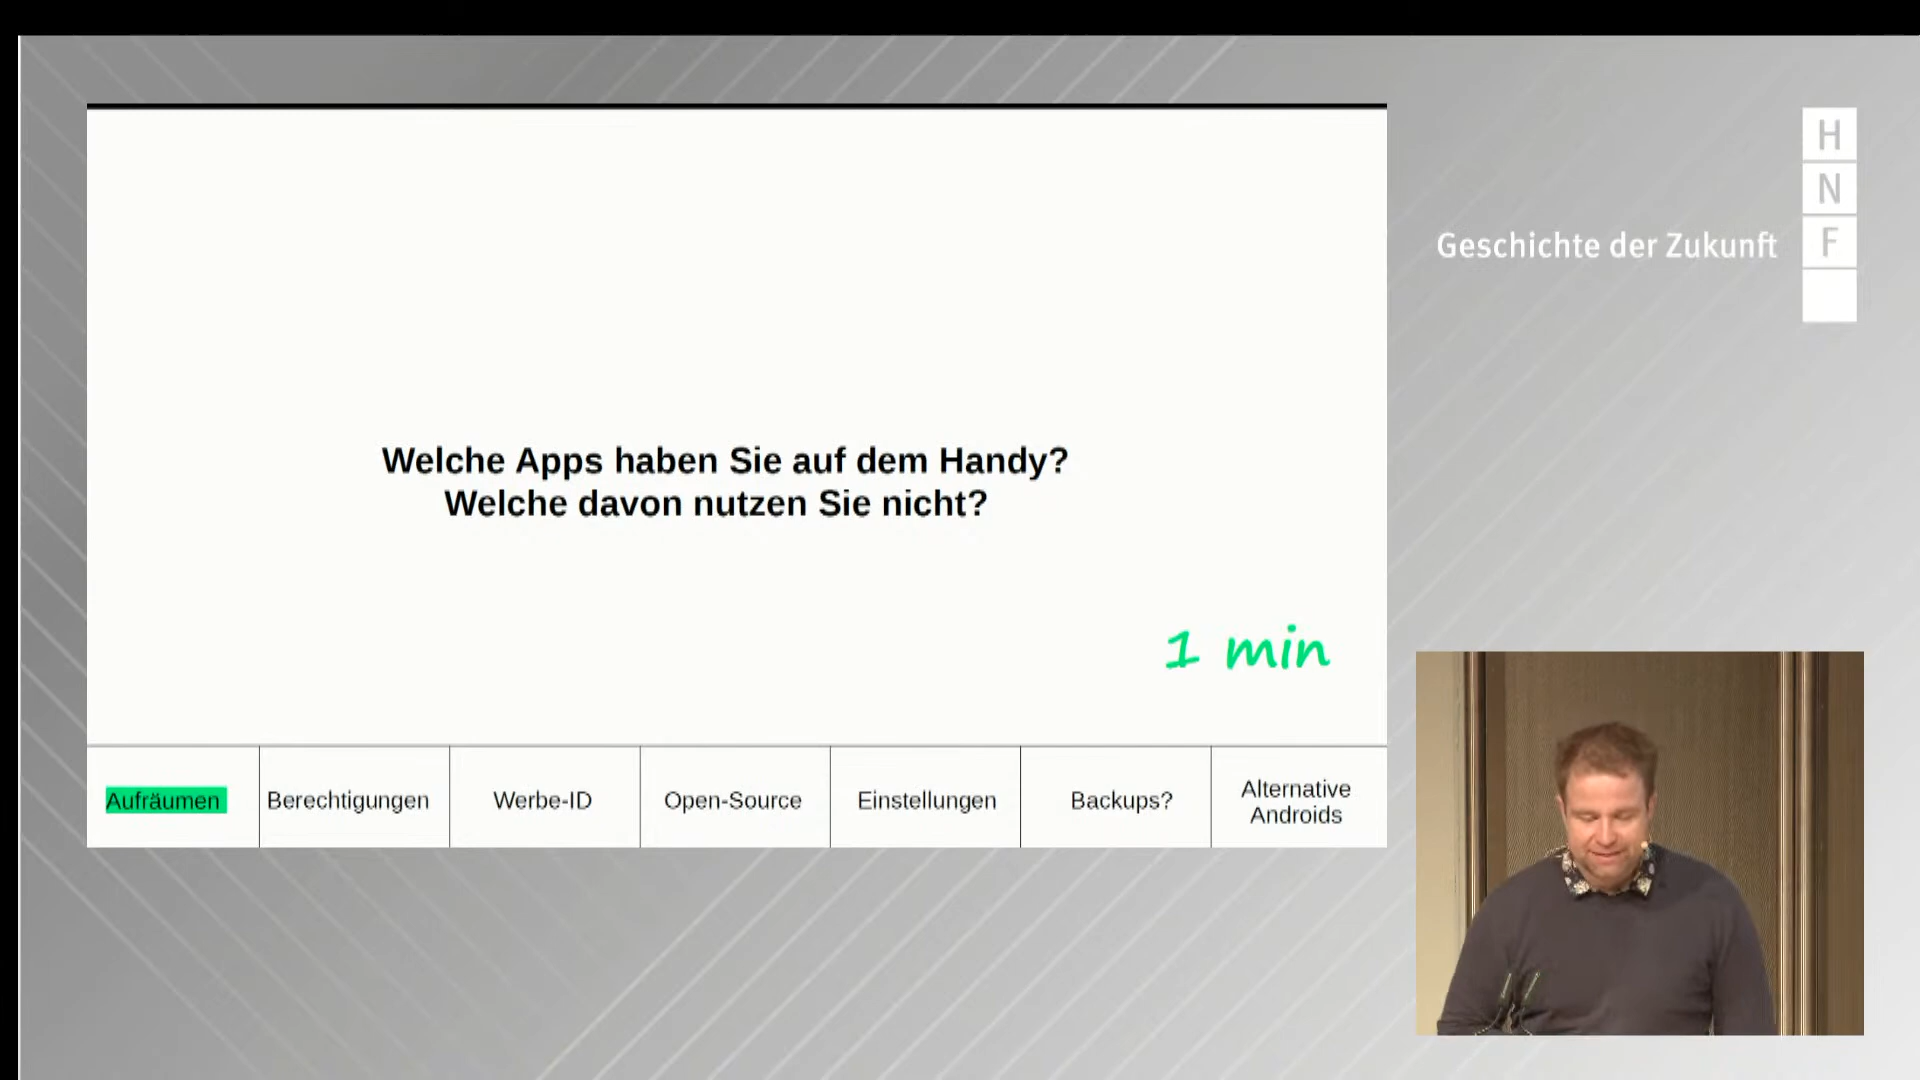 Welche Apps haben Sie auf dem Handy?
Welche davon nutzen Sie nicht?
1 min
Aufräumen
Berechtigungen
Werbe-ID
Open-Source
Einstellungen
Backups?
Alternative
Androids
Geschichte der Zukunft
H
N
F